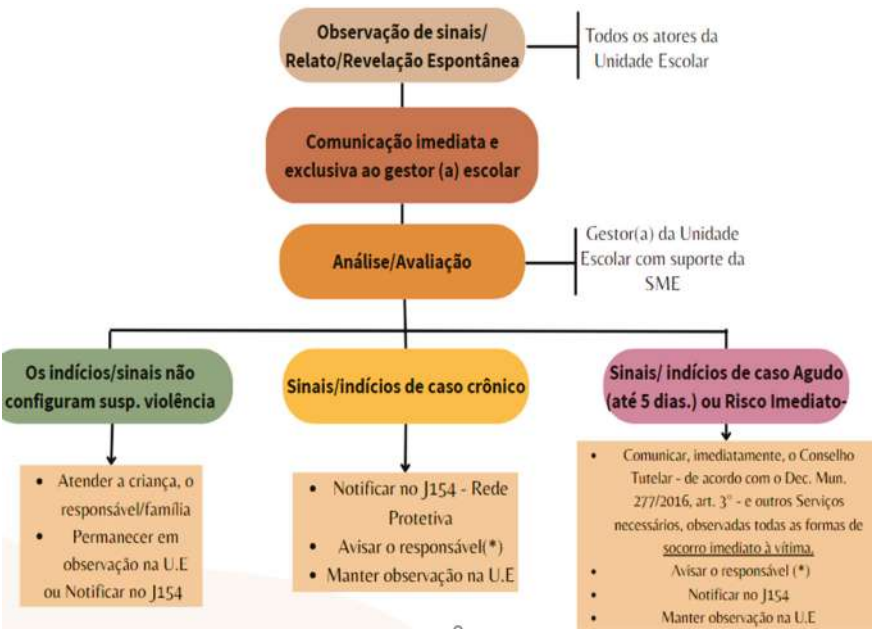 Observação de sinais/
Relato/Revelação Espontânea
Todos os atores da
Unidade Escolar
Comunicação imediata e
exclusiva ao gestor (a) escolar
Análise/Avaliação
Gestor(a) da Unidade
Escolar com suporte da
SME
Os indícios/sinais não
configuram susp. violência
• Atender a criança, o
responsável/família
• Permanecer em
observação na U.E
ou Notificar no J154
Sinais/indícios de caso crônico
• Notificar no J154 - Rede
Protetiva
• Avisar o responsável(*)
• Manter observação na U.E
Sinais/ indícios de caso Agudo
(até 5 dias.) ou Risco Imediato-
• Comunicar, imediatamente, o Conselho
Tutelar - de acordo com o Dec. Mun.
277/2016, art. 3° - e outros Serviços
necessários, observadas todas as formas de
socorro imediato à vítima.
• Avisar o responsável (*)
• Notificar no J154
• Manter observação na U.E